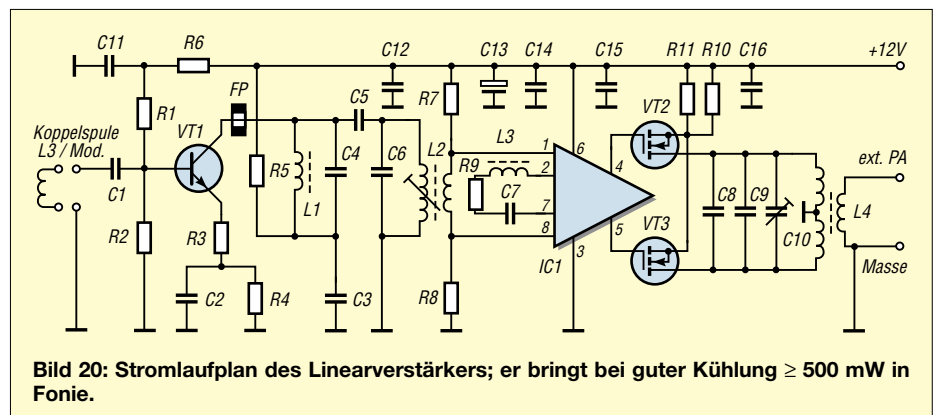 C11
R6
C12
C13
C14
C15
R11
R10
C16
+12V
R1
FP
C5
R7
VT2
Koppelspule
L3 / Mod.
VT1
L2
L3
1
6
4
ext. PA
C1
R5
C4
C6
R9
2
C7
L1
7
C8
C9
L4
R2
R3
8
5
VT3
C10
IC1
3
Masse
C2
R4
C3
R8
Bild 20: Stromlaufplan des Linearverstärkers; er bringt bei guter Kühlung ≥ 500 mW in
Fonie.